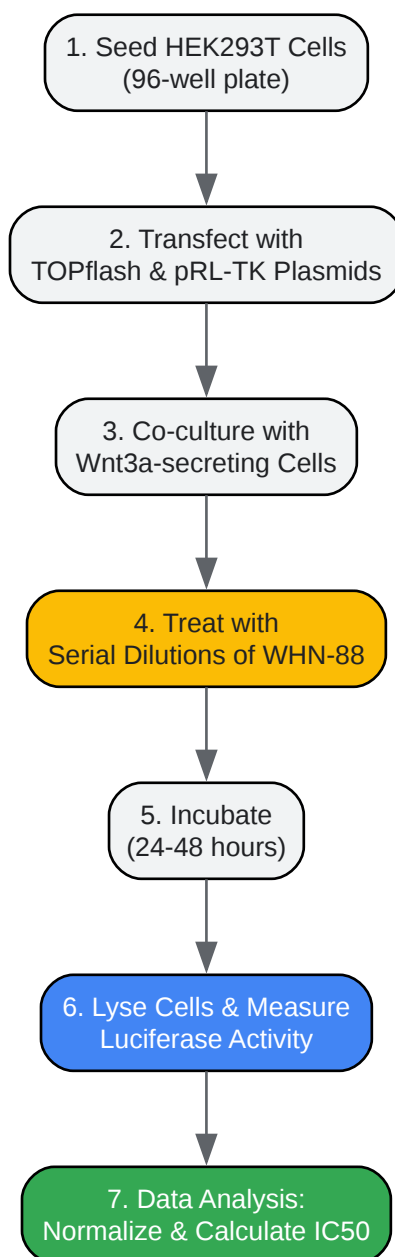 1. Seed HEK293T Cells
(96-well plate)
2. Transfect with
TOPflash & pRL-TK Plasmids
3. Co-culture with
Wnt3a-secreting Cells
4. Treat with
Serial Dilutions of WHN-88
5. Incubate
(24-48 hours)
6. Lyse Cells & Measure
Luciferase Activity
7. Data Analysis:
Normalize & Calculate IC50